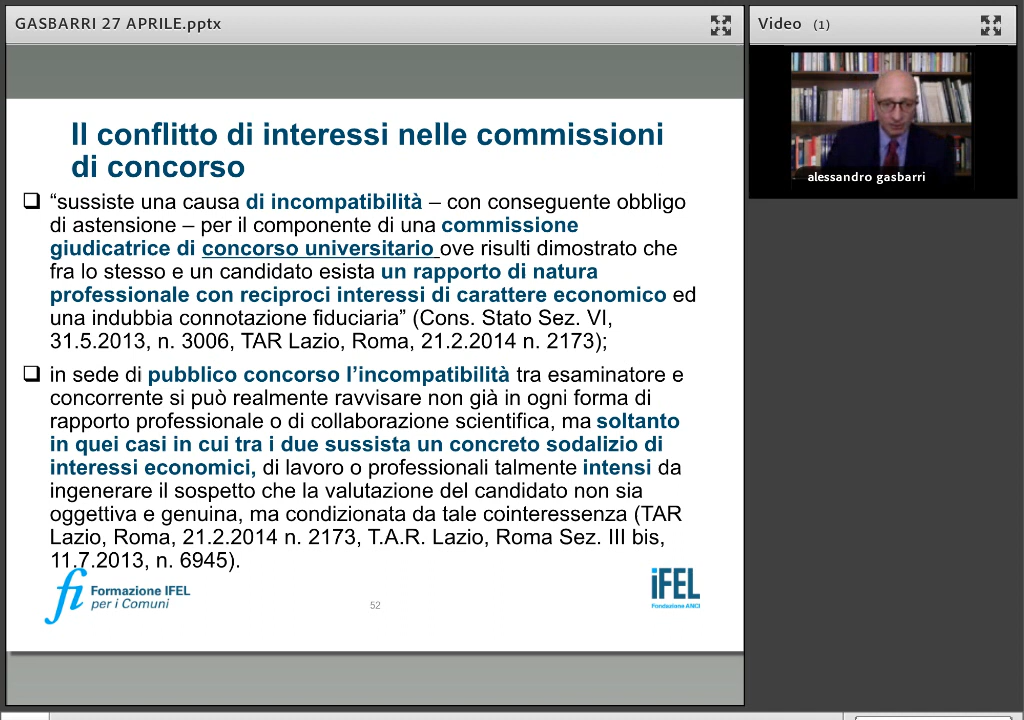 GASBARRI 27 APRILE.pptx
Video (1)
alessandro gasbarri
Il conflitto di interessi nelle commissioni
di concorso
“sussiste una causa di incompatibilità – con conseguente obbligo
di astensione – per il componente di una commissione
giudicatrice di concorso universitario ove risulti dimostrato che
fra lo stesso e un candidato esista un rapporto di natura
professionale con reciproci interessi di carattere economico ed
una indubbia connotazione fiduciaria” (Cons. Stato Sez. VI,
31.5.2013, n. 3006, TAR Lazio, Roma, 21.2.2014 n. 2173);
in sede di pubblico concorso l’incompatibilità tra esaminatore e
concorrente si può realmente ravvisare non già in ogni forma di
rapporto professionale o di collaborazione scientifica, ma soltanto
in quei casi in cui tra i due sussista un concreto sodalizio di
interessi economici, di lavoro o professionali talmente intensi da
ingenerare il sospetto che la valutazione del candidato non sia
oggettiva e genuina, ma condizionata da tale cointeressenza (TAR
Lazio, Roma, 21.2.2014 n. 2173, T.A.R. Lazio, Roma Sez. III bis,
11.7.2013, n. 6945).
fi Formazione IFEL
per i Comuni
52
iFEL
Fondazione ANCI